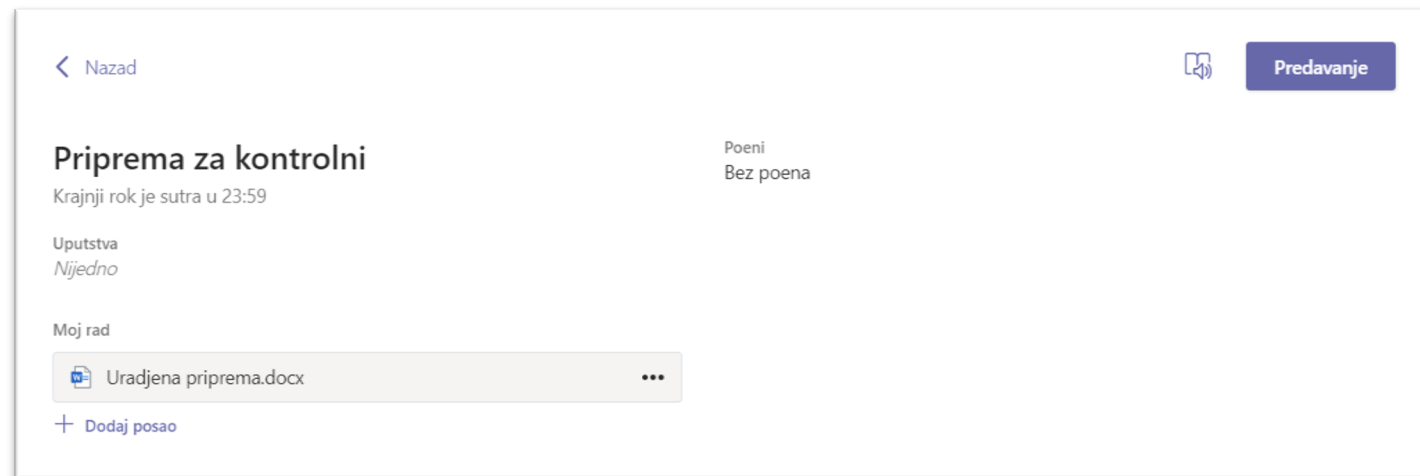 Nazad
Predavanje
Priprema za kontrolni
Krajnji rok je sutra u 23:59
Poeni
Bez poena
Uputstva
Nijedno
Moj rad
Uradjena priprema.docx
Dodaj posao